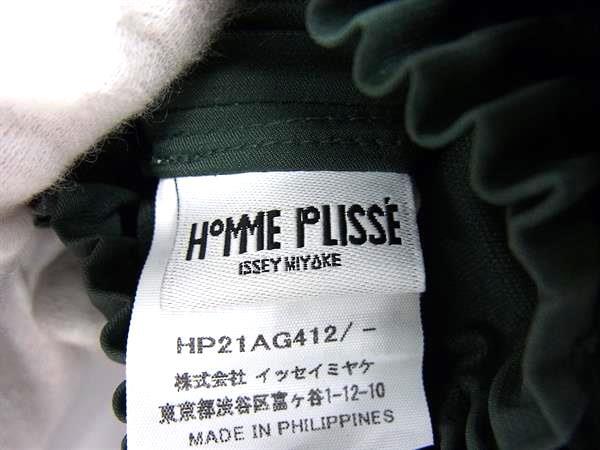 HOMME PLISSÉ
ISSEY MIYAKE
HP21AG412/-
株式会社 イッセイミヤケ
東京都渋谷区富ヶ谷1-12-10
MADE IN PHILIPPINES